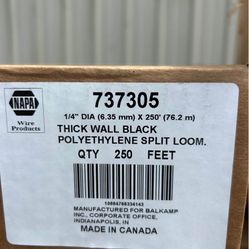 NAPA
Wire
Products
737305
1/4" DIA (6.35 mm) X 250' (76.2 m)
THICK WALL BLACK
POLYETHYLENE SPLIT LOOM.
QTY 250 FEET
10084766334143
MANUFACTURED FOR BALKAMP
INC., CORPORATE OFFICE,
INDIANAPOLIS, IN
MADE IN CANADA